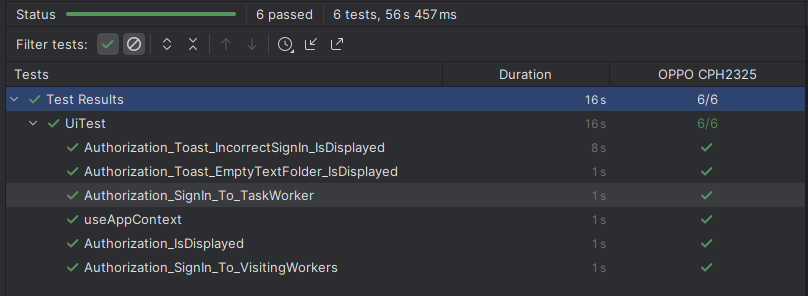 Status 6 passed 6 tests, 56 s 457 ms
Filter tests:
Tests Duration OPPO CPH2325
Test Results 16 s 6/6
UiTest 16 s 6/6
Authorization_Toast_IncorrectSignIn_IsDisplayed 8 s
Authorization_Toast_EmptyTextFolder_IsDisplayed 1 s
Authorization_SignIn_To_TaskWorker 1 s
useAppContext 1 s
Authorization_IsDisplayed 1 s
Authorization_SignIn_To_VisitingWorkers 1 s